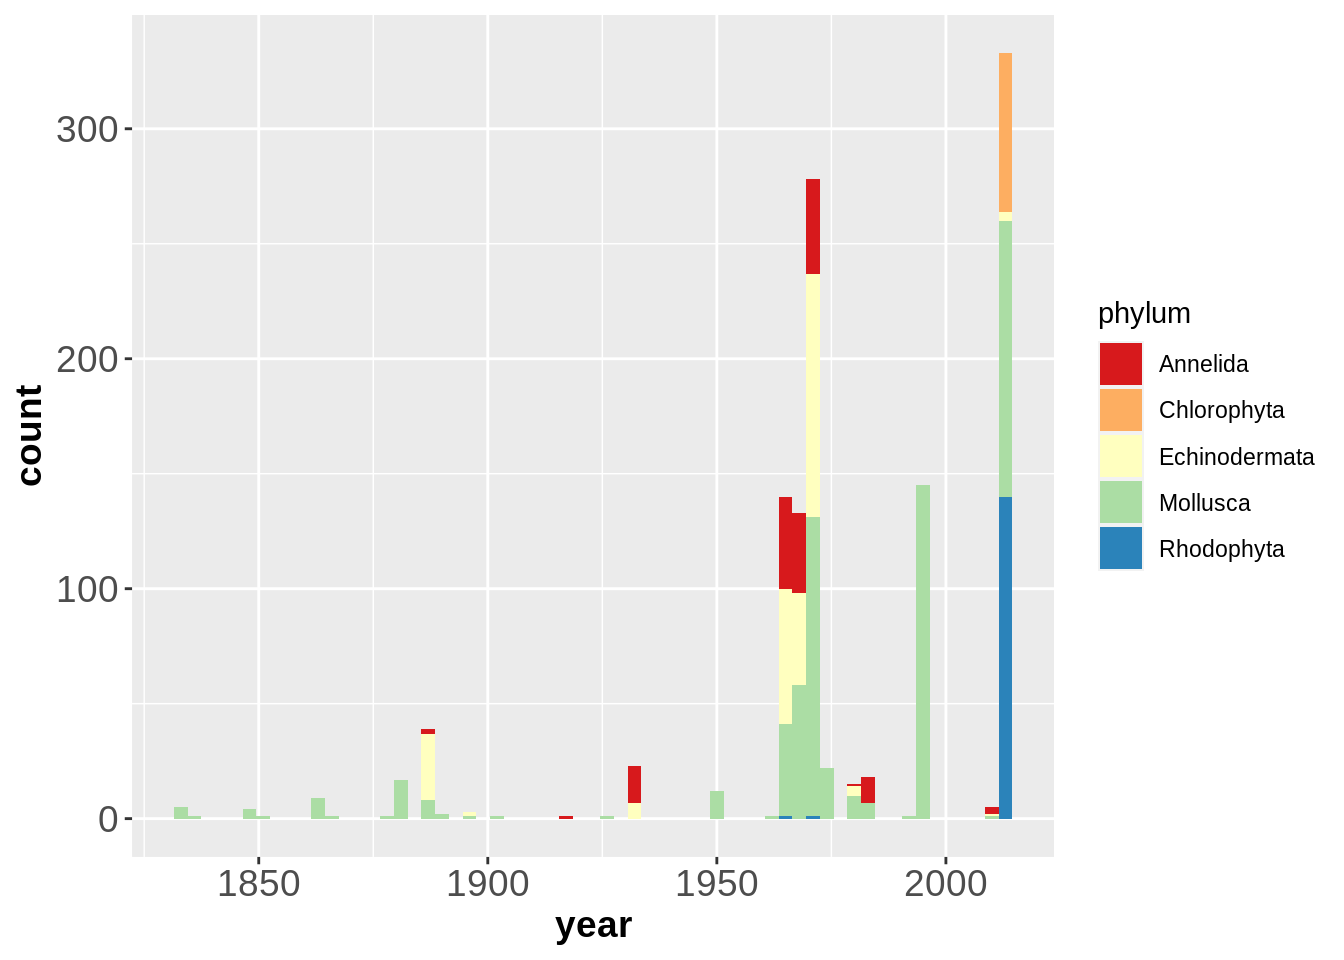 300
200
100
0
count
1850 1900 1950 2000
year
phylum
Annelida
Chlorophyta
Echinodermata
Mollusca
Rhodophyta